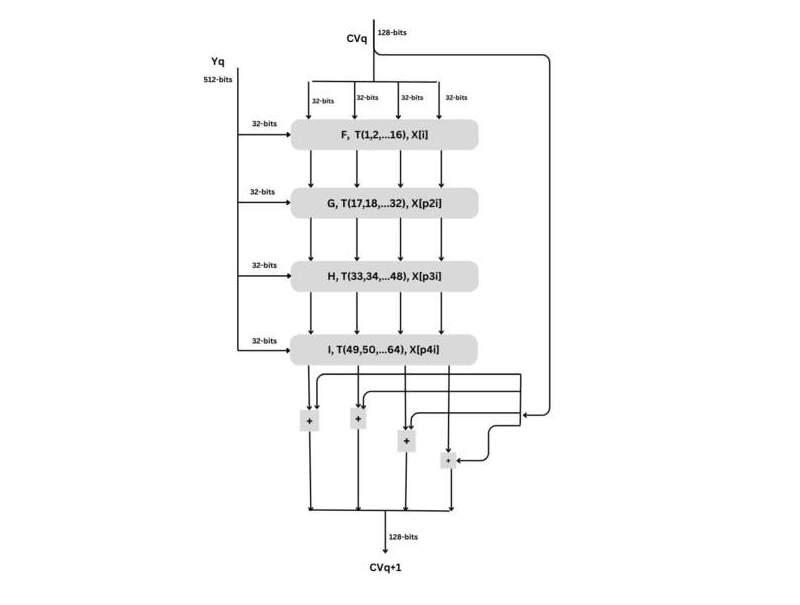 CVq
128-bits
Yq
512-bits
32-bits
32-bits
32-bits
32-bits
32-bits
F,  T(1,2,...16), X[i]
32-bits
G, T(17,18,...32), X[p2i]
32-bits
H, T(33,34,...48), X[p3i]
32-bits
I, T(49,50,...64), X[p4i]
+
+
+
+
128-bits
CVq+1